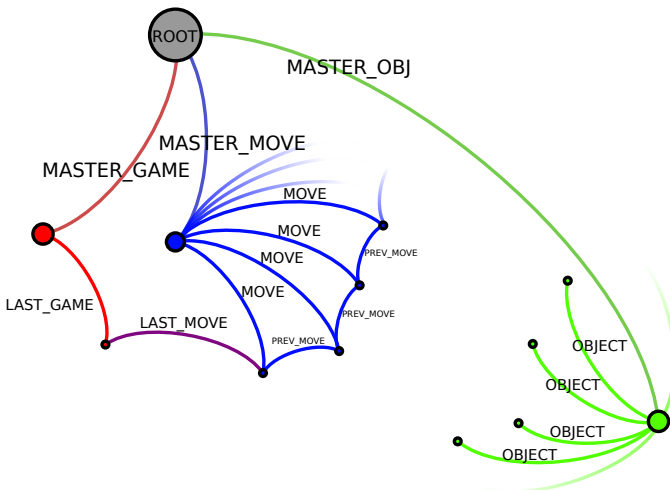 ROOT
MASTER_OBJ
MASTER_MOVE
MASTER_GAME
MOVE
MOVE
PREV_MOVE
MOVE
MOVE
LAST_GAME
PREV_MOVE
LAST_MOVE
PREV_MOVE
OBJECT
OBJECT
OBJECT
OBJECT